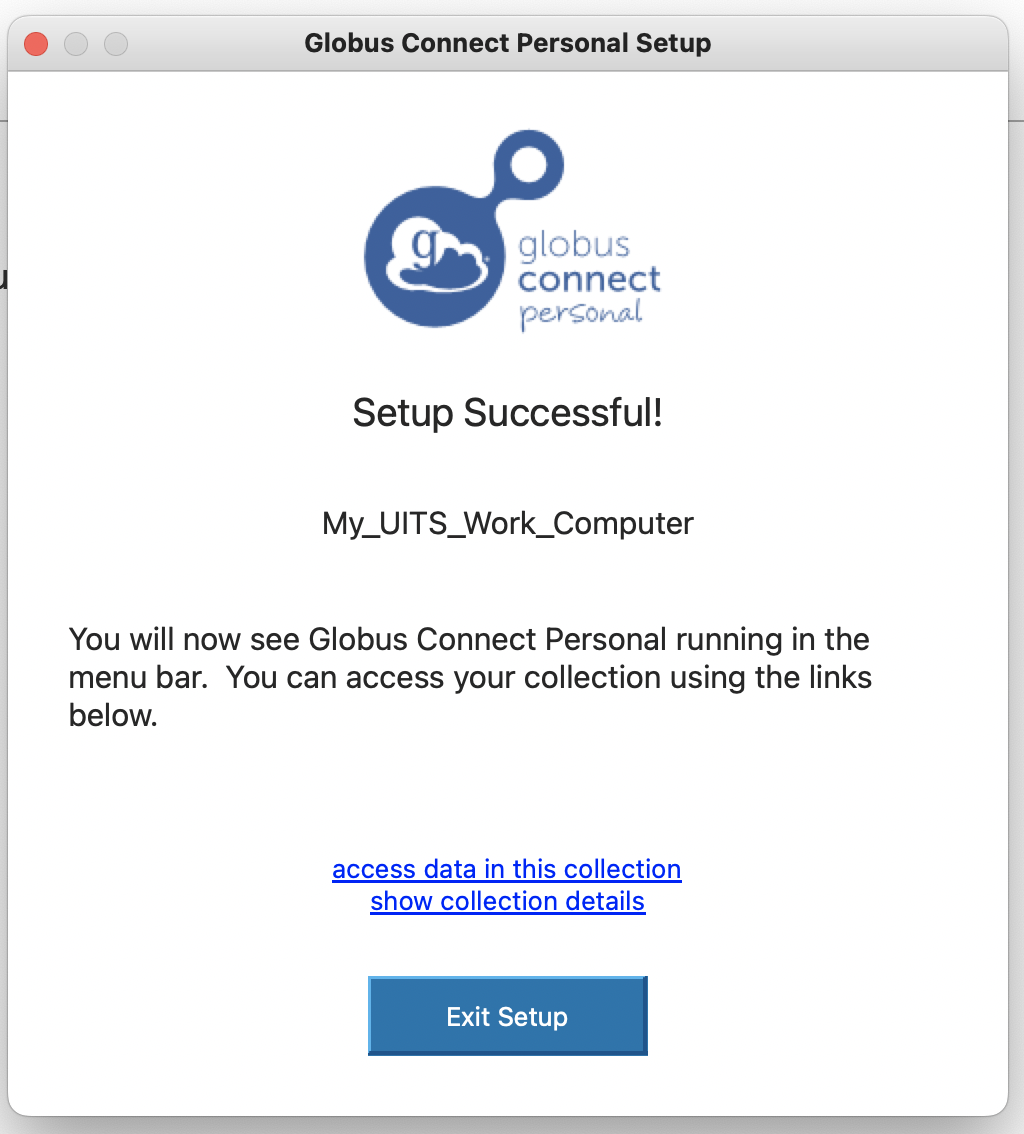 Globus Connect Personal Setup
g
globus
connect
personal
Setup Successful!
My_UITS_Work_Computer
You will now see Globus Connect Personal running in the
menu bar.  You can access your collection using the links
below.
access data in this collection
show collection details
Exit Setup